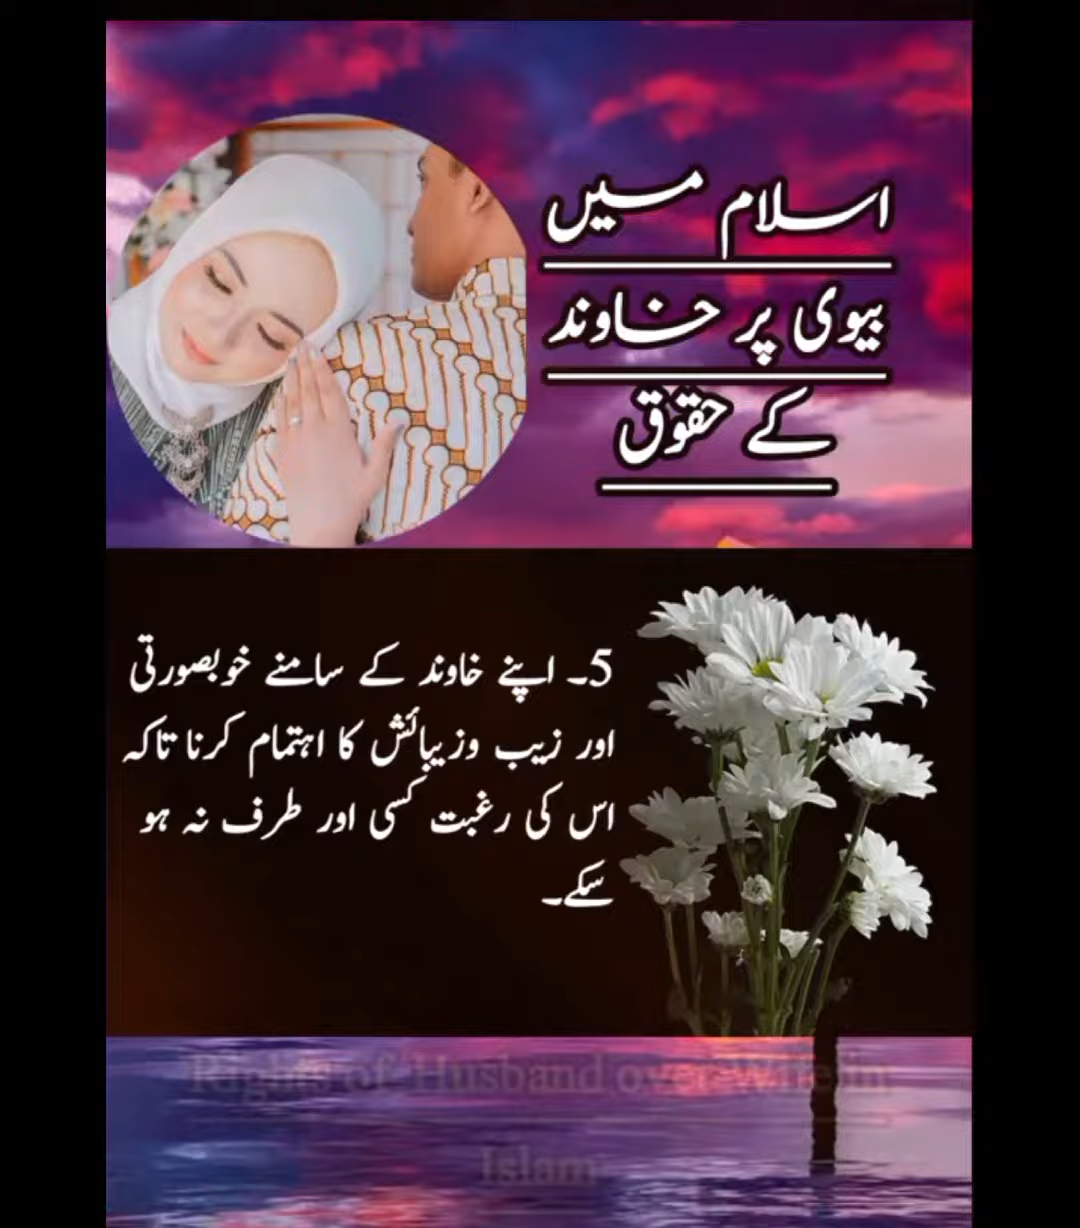 اسلام میں
بیوی پر خاوند
کے حقوق
5۔ اپنے خاوند کے سامنے خوبصورتی
اور زیب وزیبائش کا اہتمام کرنا تاکہ
اس کی رغبت کسی اور طرف نہ ہو
سکے۔
Rights of Husband over Wife in
Islam